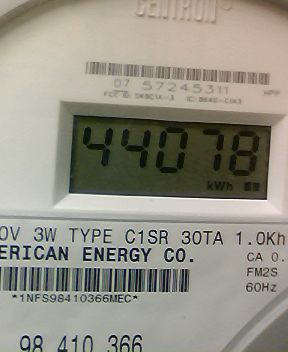 CENTRON®
07 57245311
44078
kWh
0V 3W TYPE C1SR 30TA 1.0Kh
ERICAN ENERGY CO.
CA 0.
FM2S
*1NFS98410366MEC*
60Hz
98 410 366